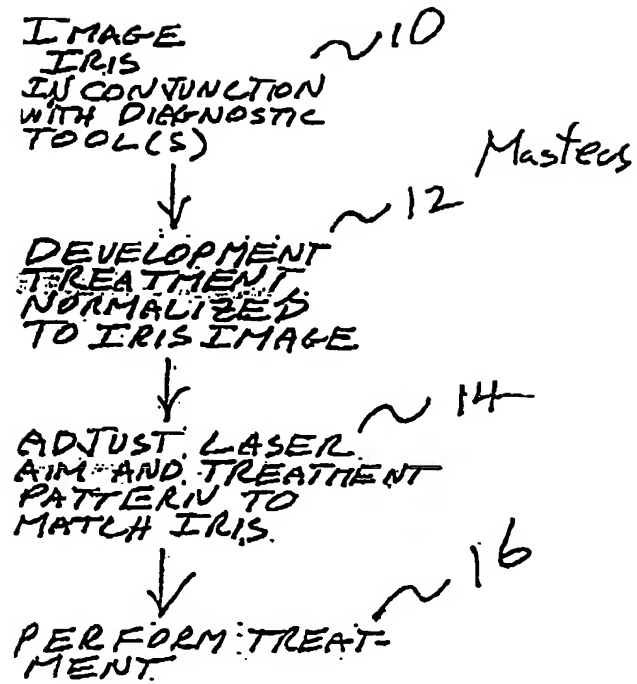 IMAGE
IRIS
IN CONJUNCTION
WITH DIAGNOSTIC
TOOL(S)
10
Masters
12
DEVELOPMENT
TREATMENT
NORMALIZED
TO IRIS IMAGE
14
ADJUST LASER
AIM AND TREATMENT
PATTERN TO
MATCH IRIS.
16
PERFORM TREAT-
MENT